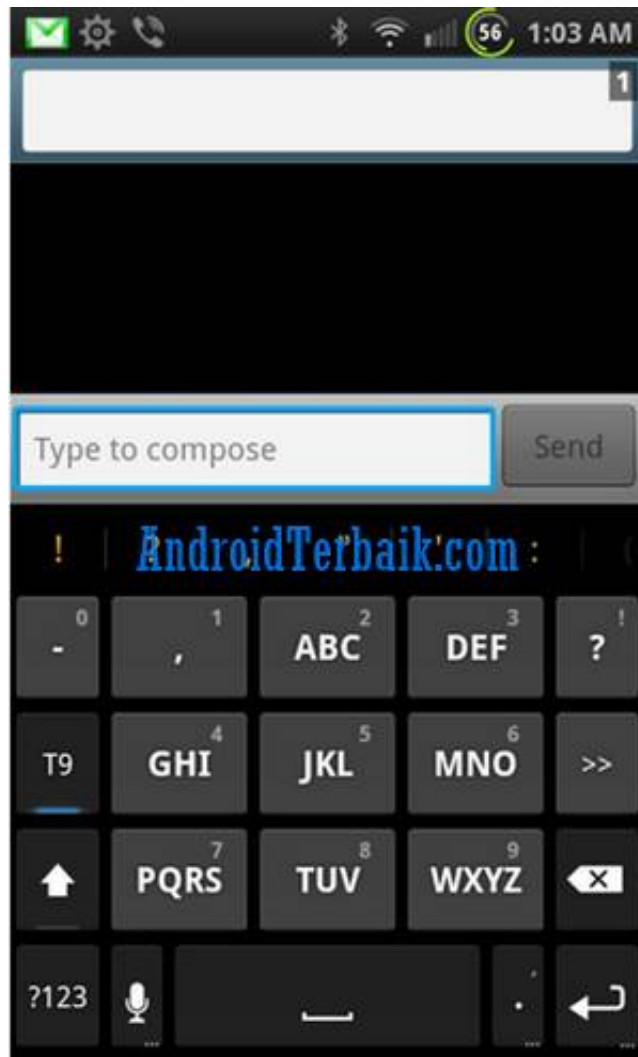 56 1:03 AM
1
Type to compose Send
! ? , " ' : (
AndroidTerbaik.com
0 1 2 3 !
- , ABC DEF ?
4 5 6
T9 GHI JKL MNO >>
7 8 9
PQRS TUV WXYZ
?123 . ,